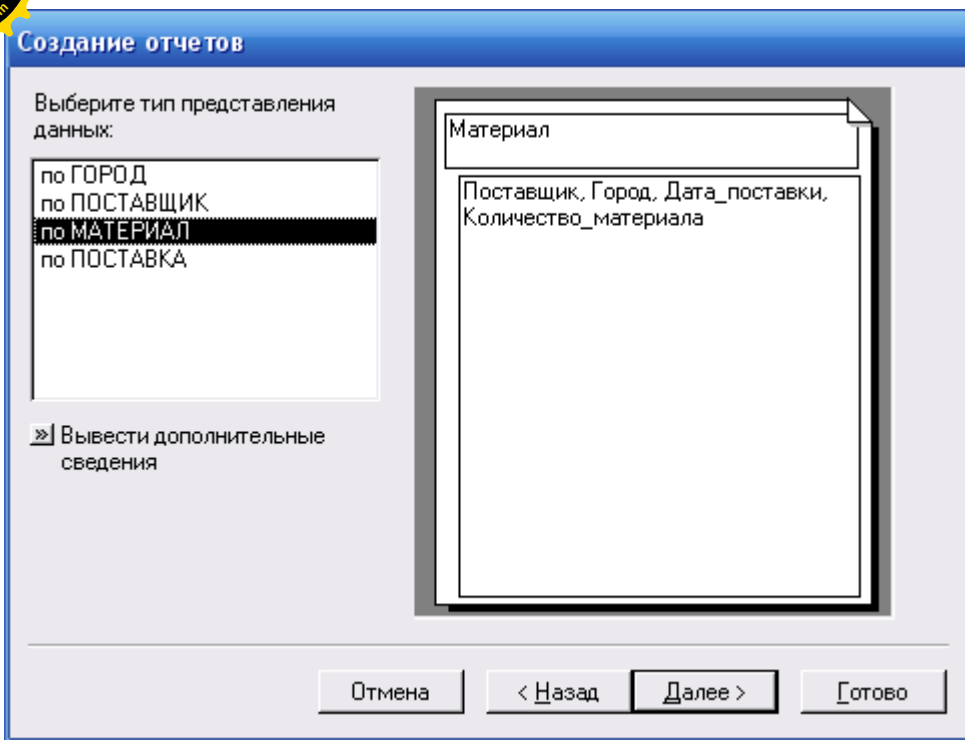 Создание отчетов
Выберите тип представления
данных:
по ГОРОД
по ПОСТАВЩИК
по МАТЕРИАЛ
по ПОСТАВКА
»
Вывести дополнительные
сведения
Материал
Поставщик, Город, Дата_поставки,
Количество_материала
Отмена
< Назад
Далее >
Готово